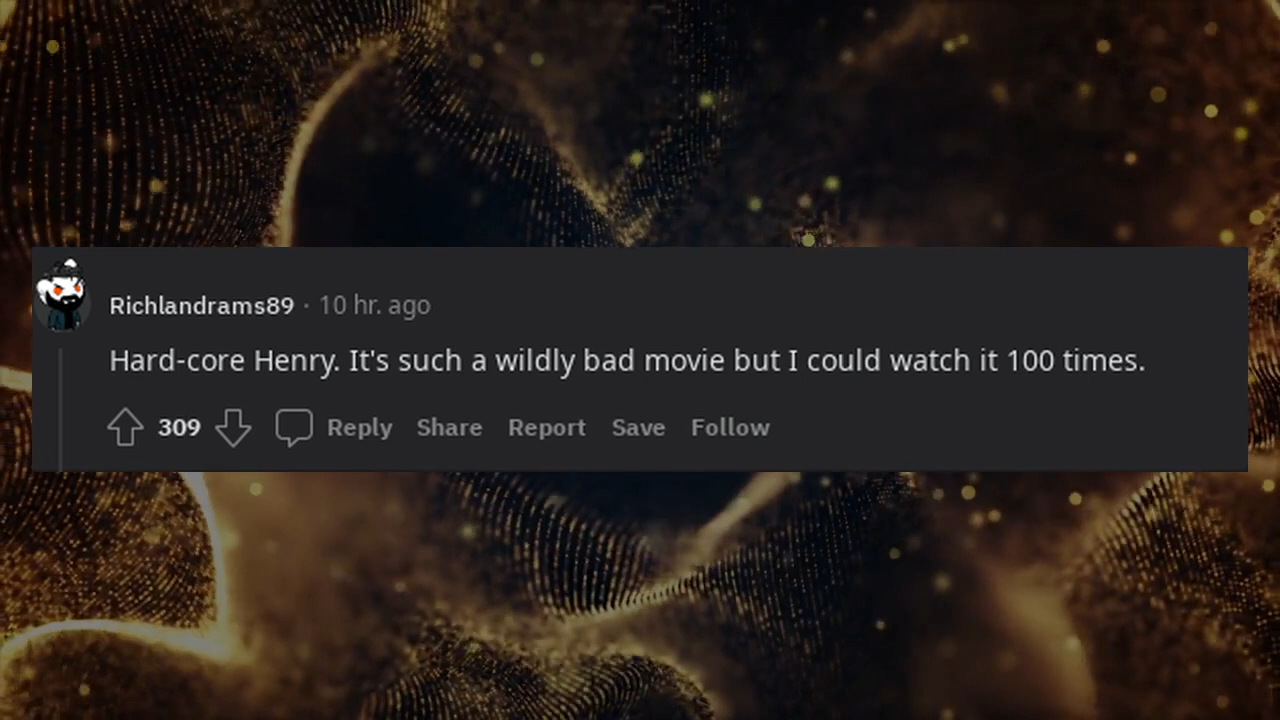 Richlandrams89 · 10 hr. ago
Hard-core Henry. It's such a wildly bad movie but I could watch it 100 times.
309 Reply Share Report Save Follow